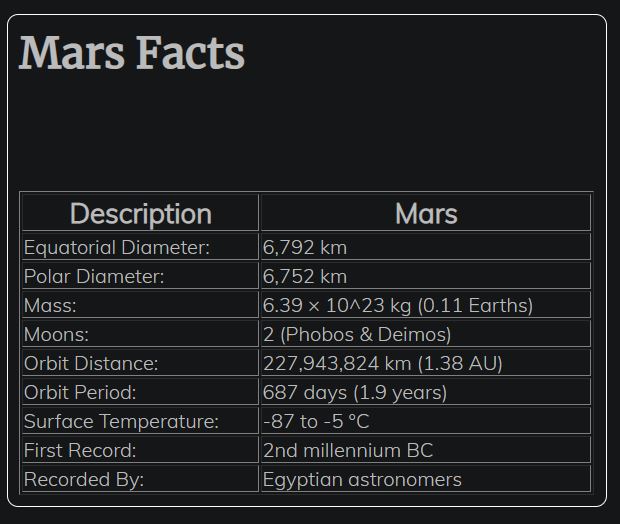 Mars Facts
Description Mars
Equatorial Diameter: 6,792 km
Polar Diameter: 6,752 km
Mass: 6.39 × 10^23 kg (0.11 Earths)
Moons: 2 (Phobos & Deimos)
Orbit Distance: 227,943,824 km (1.38 AU)
Orbit Period: 687 days (1.9 years)
Surface Temperature: -87 to -5 °C
First Record: 2nd millennium BC
Recorded By: Egyptian astronomers